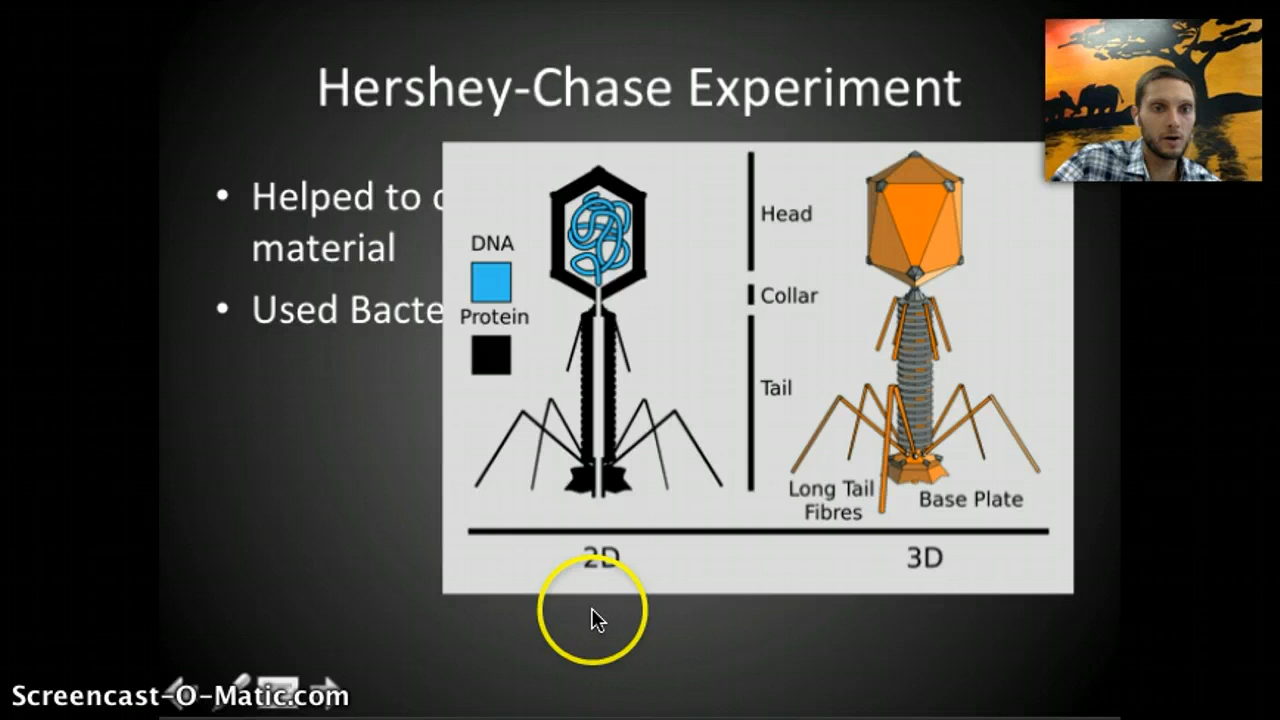 Hershey-Chase Experiment
• Helped to
material
• Used Bacte
DNA
Protein
Head
Collar
Tail
Long Tail
Fibres
Base Plate
2D
3D
Screencast-O-Matic.com